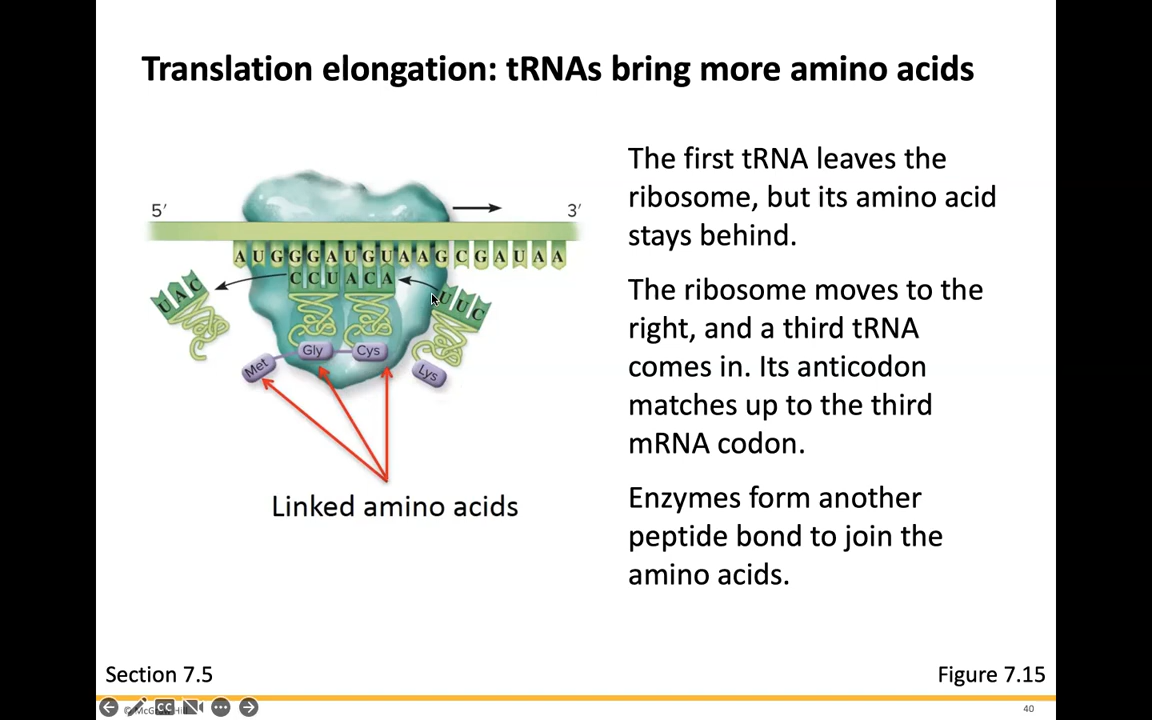 Translation elongation: tRNAs bring more amino acids
5′
3′
A U G G G A U G U A A G C G A U A A
U A C
C C U A C A
U U C
Met
Gly
Cys
Lys
Linked amino acids
The first tRNA leaves the
ribosome, but its amino acid
stays behind.
The ribosome moves to the
right, and a third tRNA
comes in. Its anticodon
matches up to the third
mRNA codon.
Enzymes form another
peptide bond to join the
amino acids.
Section 7.5
Figure 7.15
CC
40